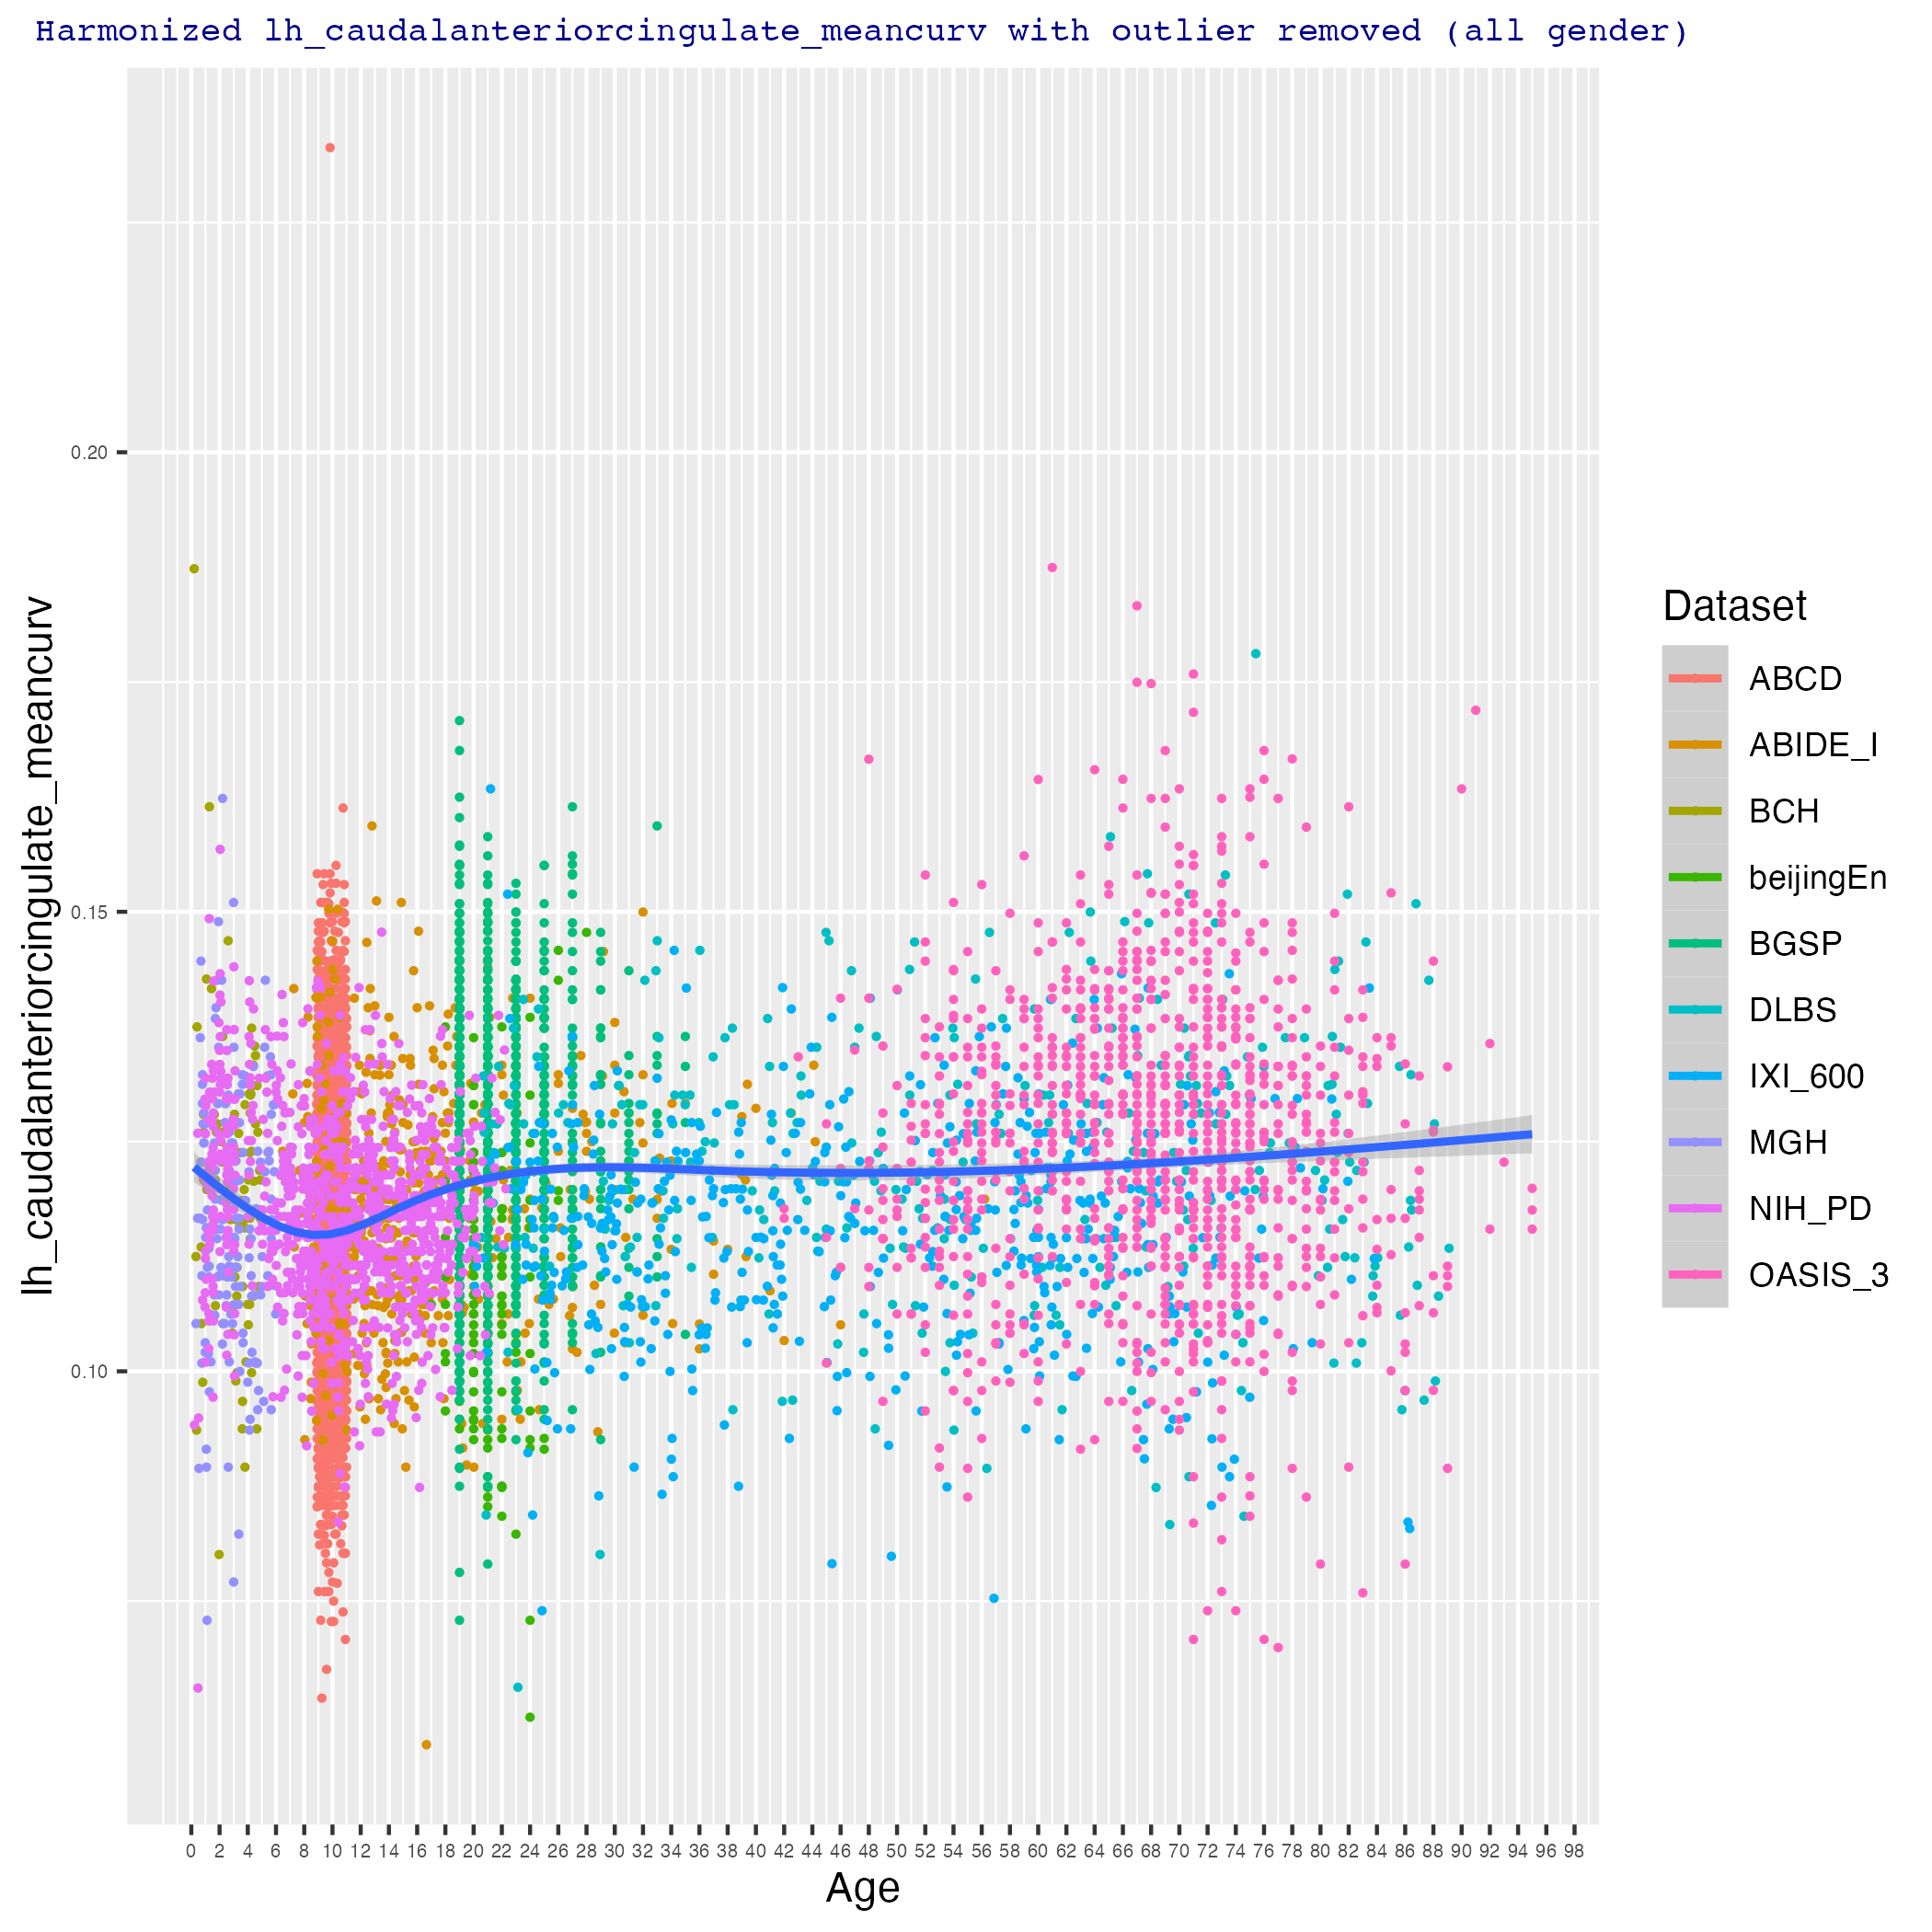 Harmonized lh_caudalanteriorcingulate_meancurv with outlier removed (all gender)
lh_caudalanteriorcingulate_meancurv
0.20
0.15
0.10
0 2 4 6 8 10 12 14 16 18 20 22 24 26 28 30 32 34 36 38 40 42 44 46 48 50 52 54 56 58 60 62 64 66 68 70 72 74 76 78 80 82 84 86 88 90 92 94 96 98
Age
Dataset
ABCD
ABIDE_I
BCH
beijingEn
BGSP
DLBS
IXI_600
MGH
NIH_PD
OASIS_3